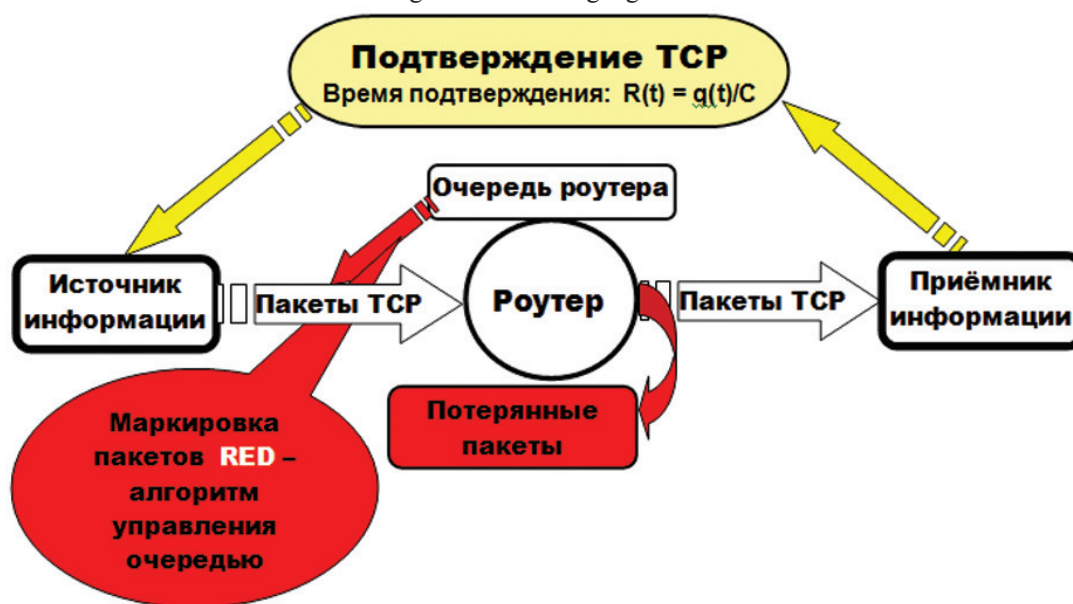 Подтверждение TCP
Время подтверждения: R(t) = q(t)/C
Очередь роутера
Источник
информации
Пакеты TCP
Роутер
Пакеты TCP
Приёмник
информации
Потерянные
пакеты
Маркировка
пакетов RED –
алгоритм
управления
очередью